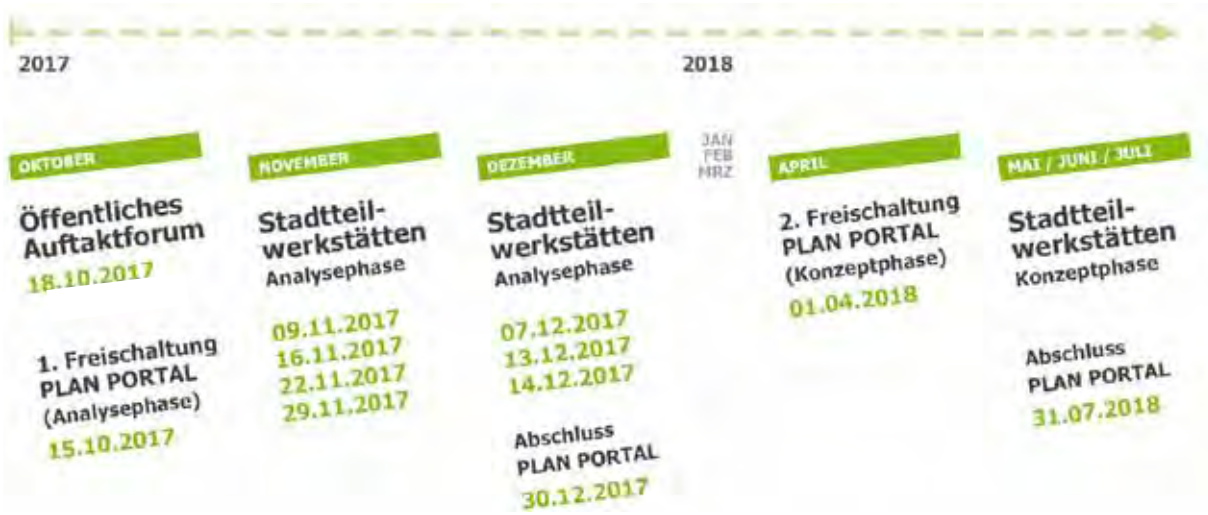 2017
2018
OKTOBER
Öffentliches
Auftaktforum
18.10.2017
1. Freischaltung
PLAN PORTAL
(Analysephase)
15.10.2017
NOVEMBER
Stadtteil-
werkstätten
Analysephase
09.11.2017
16.11.2017
22.11.2017
29.11.2017
DEZEMBER
Stadtteil-
werkstätten
Analysephase
07.12.2017
13.12.2017
14.12.2017
Abschluss
PLAN PORTAL
30.12.2017
JAN
FEB
MRZ
APRIL
2. Freischaltung
PLAN PORTAL
(Konzeptphase)
01.04.2018
MAI / JUNI / JULI
Stadtteil-
werkstätten
Konzeptphase
Abschluss
PLAN PORTAL
31.07.2018